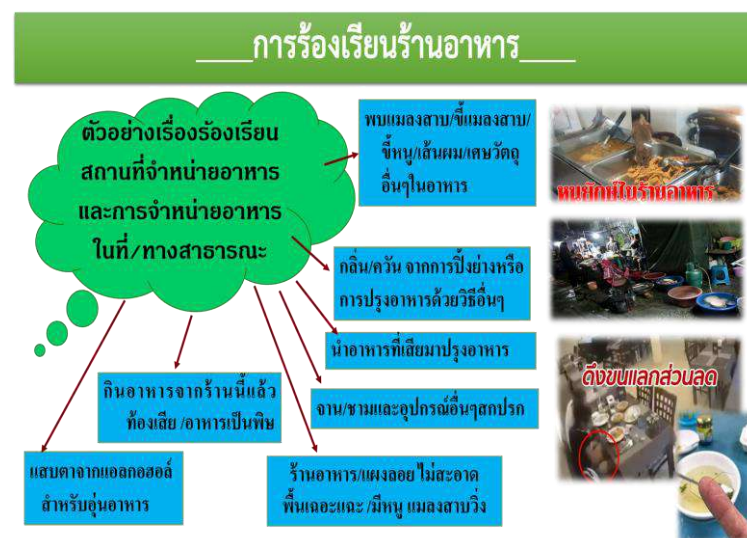 ____การร้องเรียนร้านอาหาร____
ตัวอย่างเรื่องร้องเรียน
สถานที่จำหน่ายอาหาร
และการจำหน่ายอาหาร
ในที่/ทางสาธารณะ
พบแมลงสาบ/ขี้แมลงสาบ/
ขี้หนู/เส้นผม/เศษวัตถุ
อื่นๆในอาหาร
กลิ่น/ควัน จากการปิ้งย่างหรือ
การปรุงอาหารด้วยวิธีอื่นๆ
นำอาหารที่เสียมาปรุงอาหาร
จาน/ชามและอุปกรณ์อื่นๆสกปรก
ร้านอาหาร/แผงลอย ไม่สะอาด
พื้นเฉอะแฉะ /มีหนู แมลงสาบวิ่ง
กินอาหารจากร้านนี้แล้ว
ท้องเสีย /อาหารเป็นพิษ
แสบตาจากแอลกอฮอล์
สำหรับอุ่นอาหาร
หนูยักษ์ในร้านอาหาร
ดึงขนแลกส่วนลด